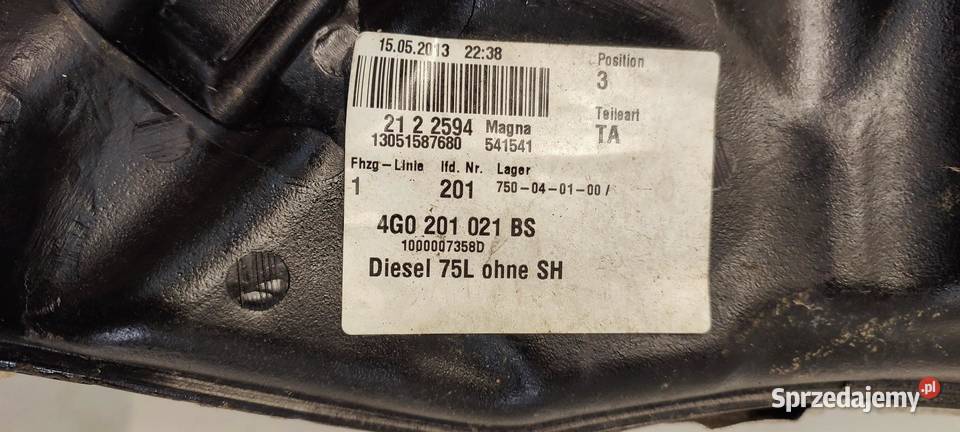 15.05.2013 22:38
Position
3
21 2 2594 Magna
13051587680 541541
Teileart
TA
Fhzg-Linie lfd. Nr. Lager
1 201 750-04-01-00 /
4G0 201 021 BS
1000007358D
Diesel 75L ohne SH
Sprzedajemy .pl